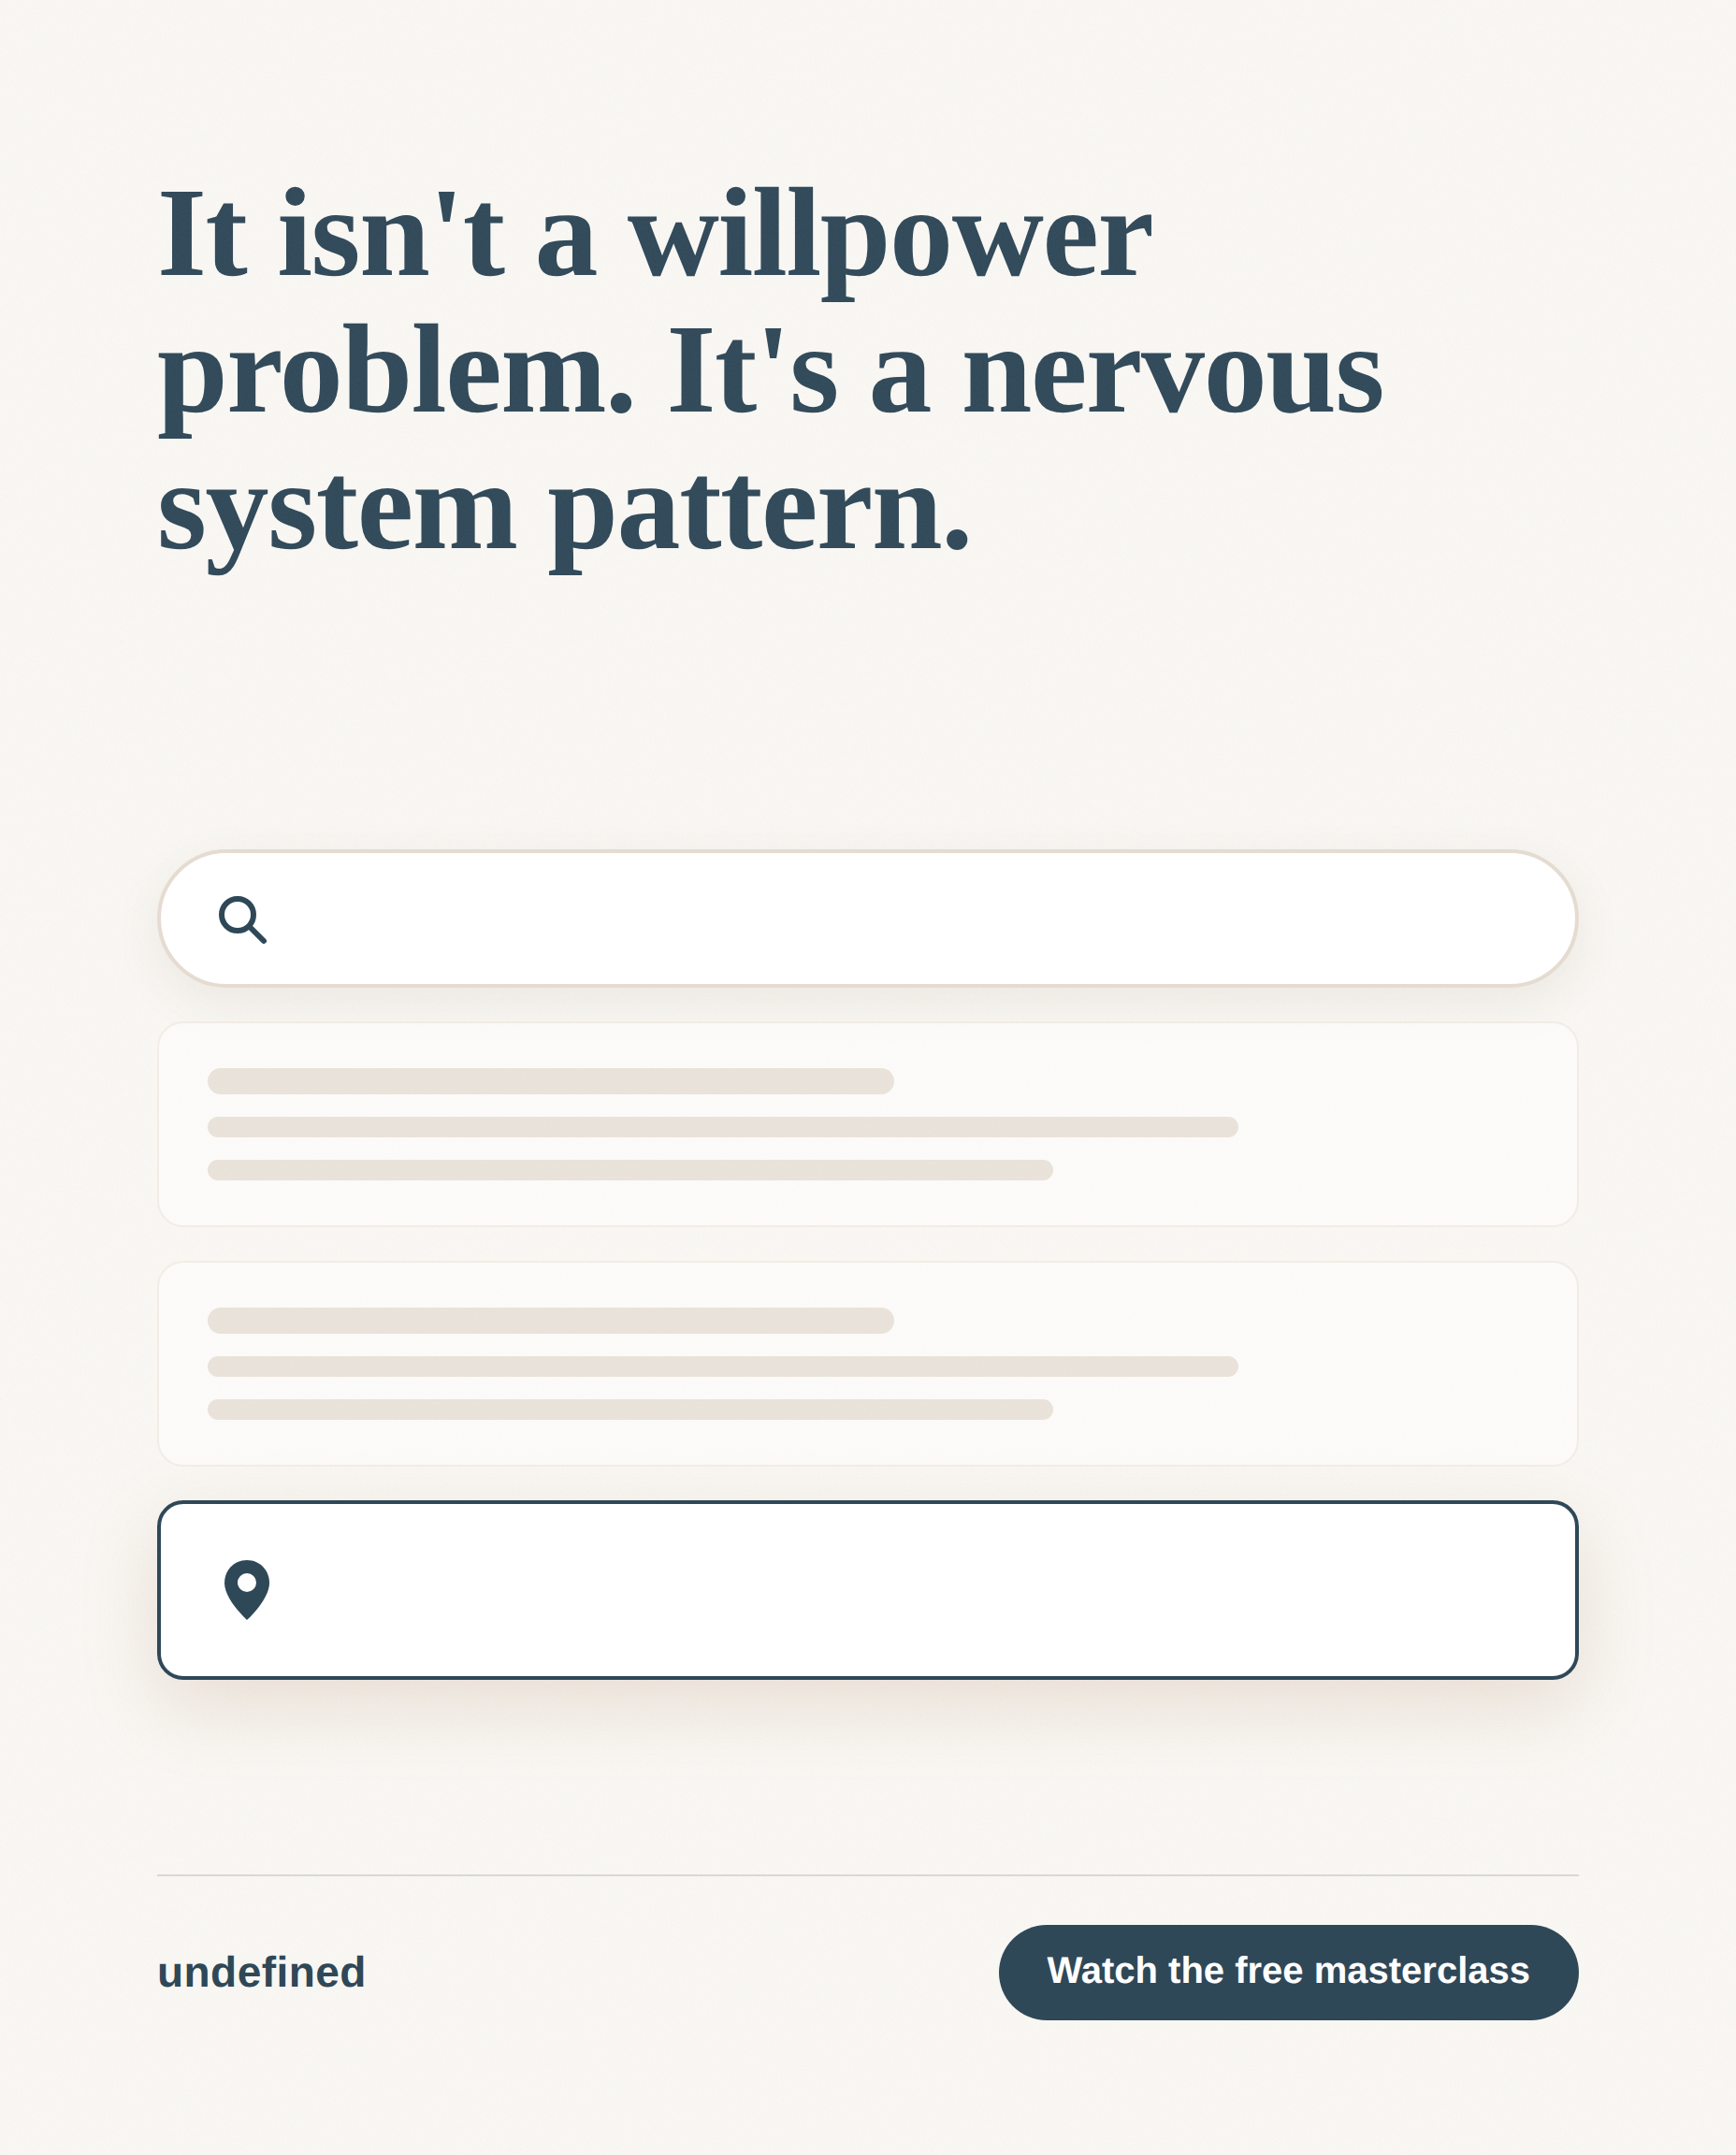 It isn't a willpower
problem. It's a nervous
system pattern.
undefined
Watch the free masterclass